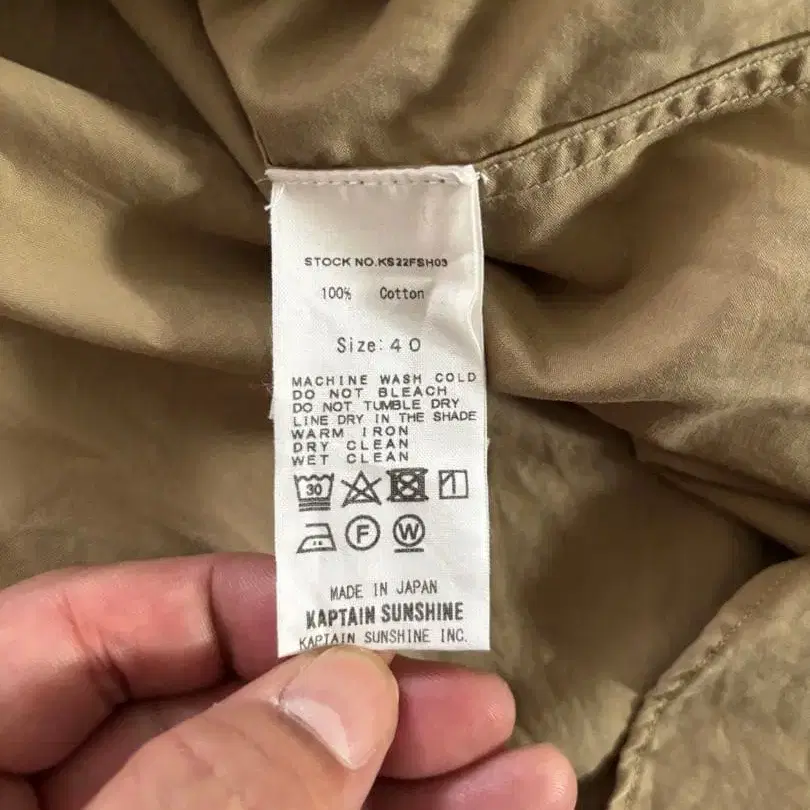 STOCK NO.KS22FSH03
100% Cotton
Size: 40
MACHINE WASH COLD
DO NOT BLEACH
DO NOT TUMBLE DRY
LINE DRY IN THE SHADE
WARM IRON
DRY CLEAN
WET CLEAN
30
F W
MADE IN JAPAN
KAPTAIN SUNSHINE
KAPTAIN SUNSHINE INC.